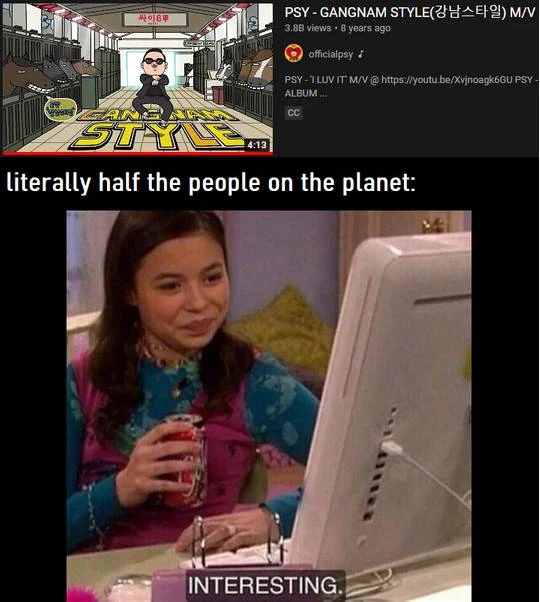 싸이6甲
PSY - GANGNAM STYLE(강남스타일) M/V
3.8B views • 8 years ago
officialpsy
PSY - 'I LUV IT' M/V @ https://youtu.be/Xvjnoagk6GU PSY -
ALBUM ...
CC
GANGNAM
STYLE
4:13
literally half the people on the planet:
INTERESTING.